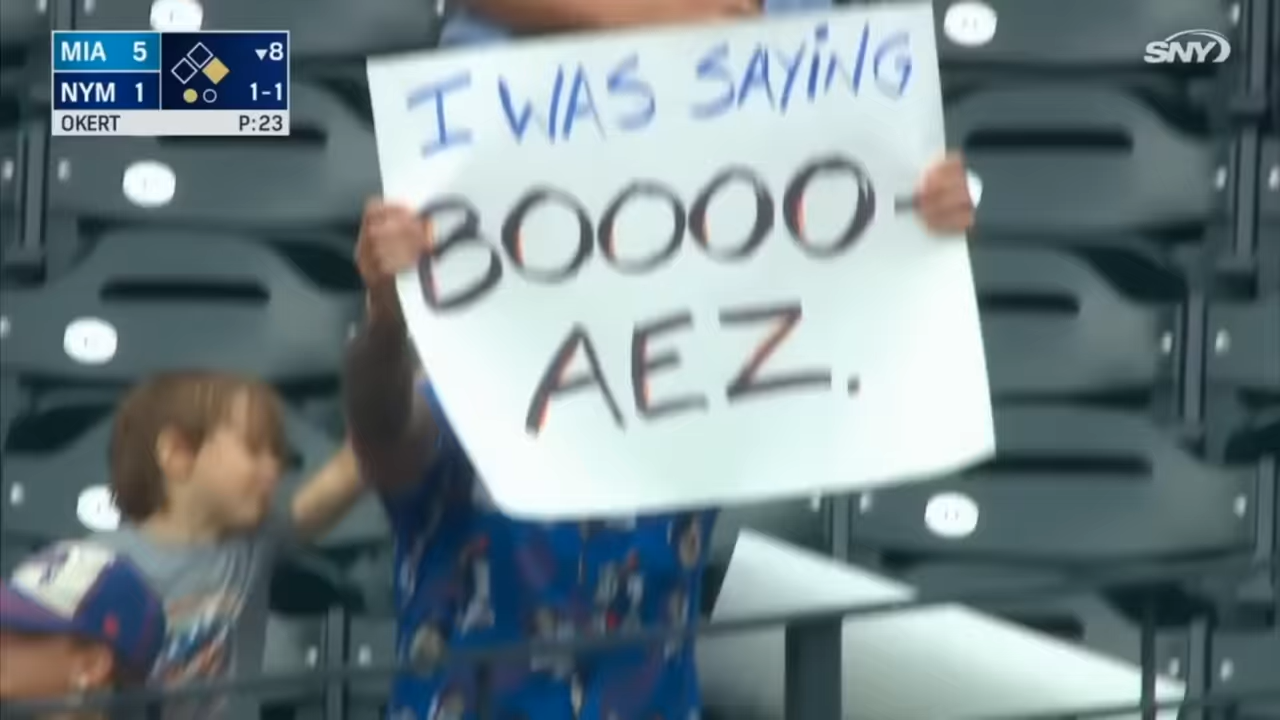 MIA 5 ▼8
NYM 1 1-1
OKERT P:23
SNY
I WAS SAYING
BOOOO-
AEZ.